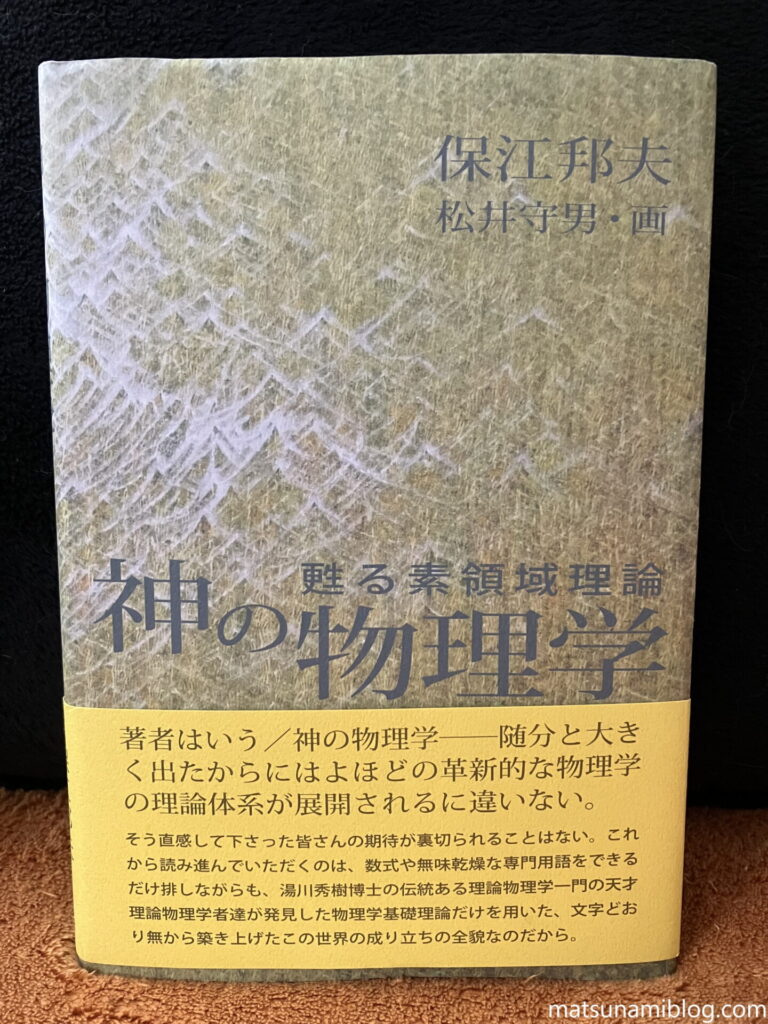 保江邦夫
松井守男・画
甦る素領域理論
神の物理学
著者はいう／神の物理学――随分と大き
く出たからにはよほどの革新的な物理学
の理論体系が展開されるに違いない。
そう直感して下さった皆さんの期待が裏切られることはない。これ
から読み進んでいただくのは、数式や無味乾燥な専門用語をできる
だけ排しながらも、湯川秀樹博士の伝統ある理論物理学一門の天才
理論物理学者達が発見した物理学基礎理論だけを用いた、文字どお
り無から築き上げたこの世界の成り立ちの全貌なのだから。
matsunamiblog.com